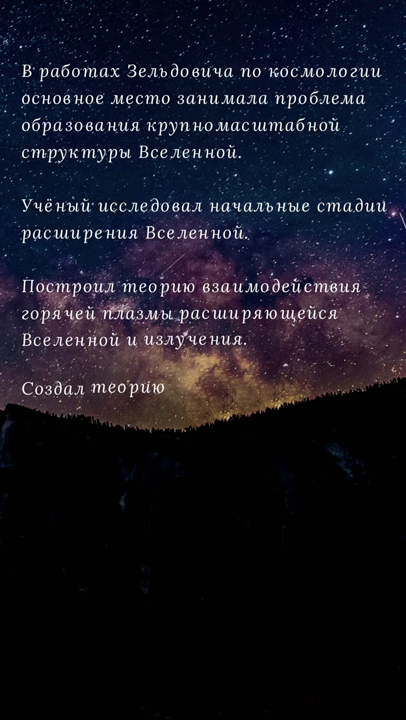 В работах Зельдовича по космологии
основное место занимала проблема
образования крупномасштабной
структуры Вселенной.
Учёный исследовал начальные стадии
расширения Вселенной.
Построил теорию взаимодействия
горячей плазмы расширяющейся
Вселенной и излучения.
Создал теорию